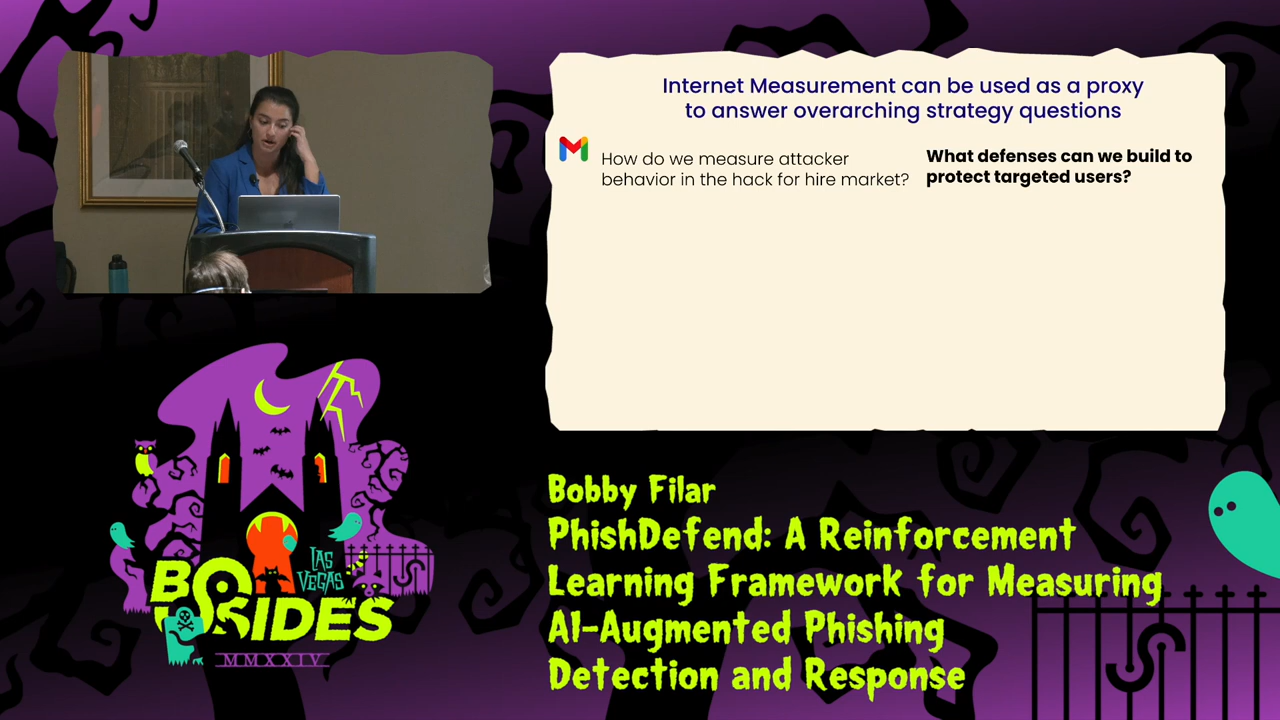 Internet Measurement can be used as a proxy
to answer overarching strategy questions
How do we measure attacker
behavior in the hack for hire market?
What defenses can we build to
protect targeted users?
LAS
VEGAS
BSIDES
MMXXIV
Bobby Filar
PhishDefend: A Reinforcement
Learning Framework for Measuring
AI-Augmented Phishing
Detection and Response